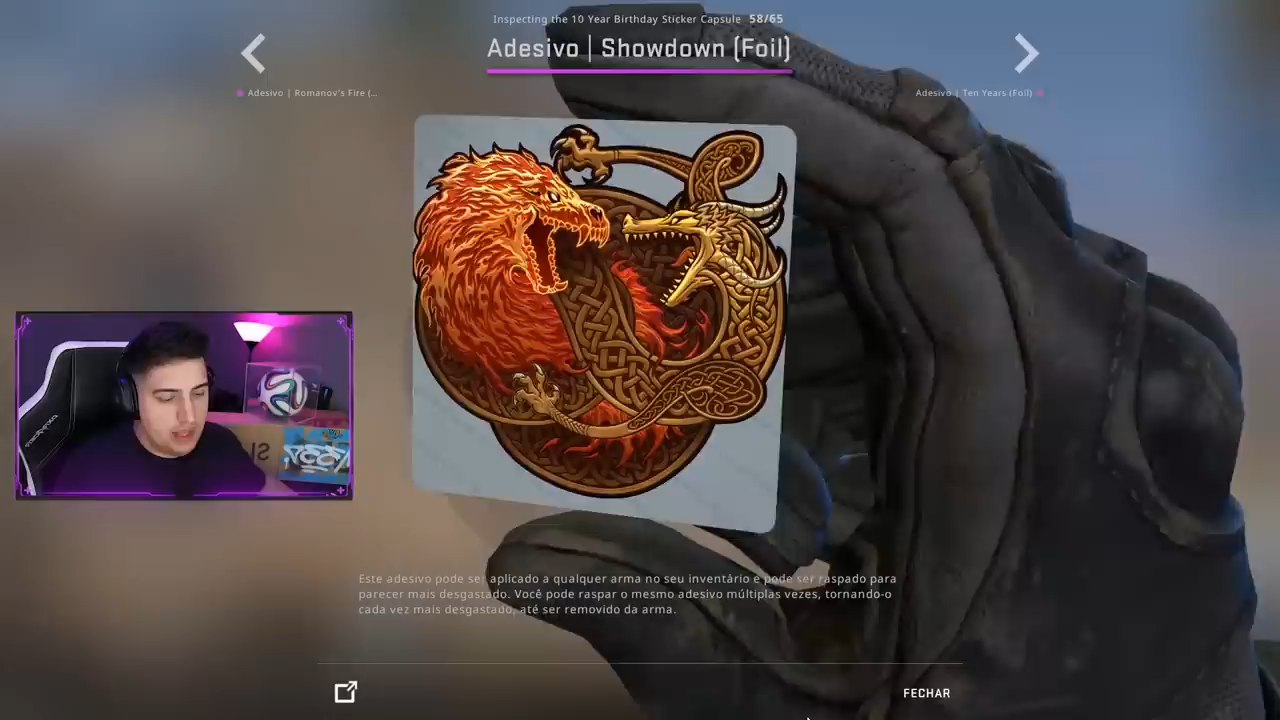 Inspecting the 10 Year Birthday Sticker Capsule 58/65
Adesivo | Showdown (Foil)
Adesivo | Romanov's Fire (...
Adesivo | Ten Years (Foil)
Este adesivo pode ser aplicado a qualquer arma no seu inventário e pode ser raspado para
parecer mais desgastado. Você pode raspar o mesmo adesivo múltiplas vezes, tornando-o
cada vez mais desgastado, até ser removido da arma.
FECHAR